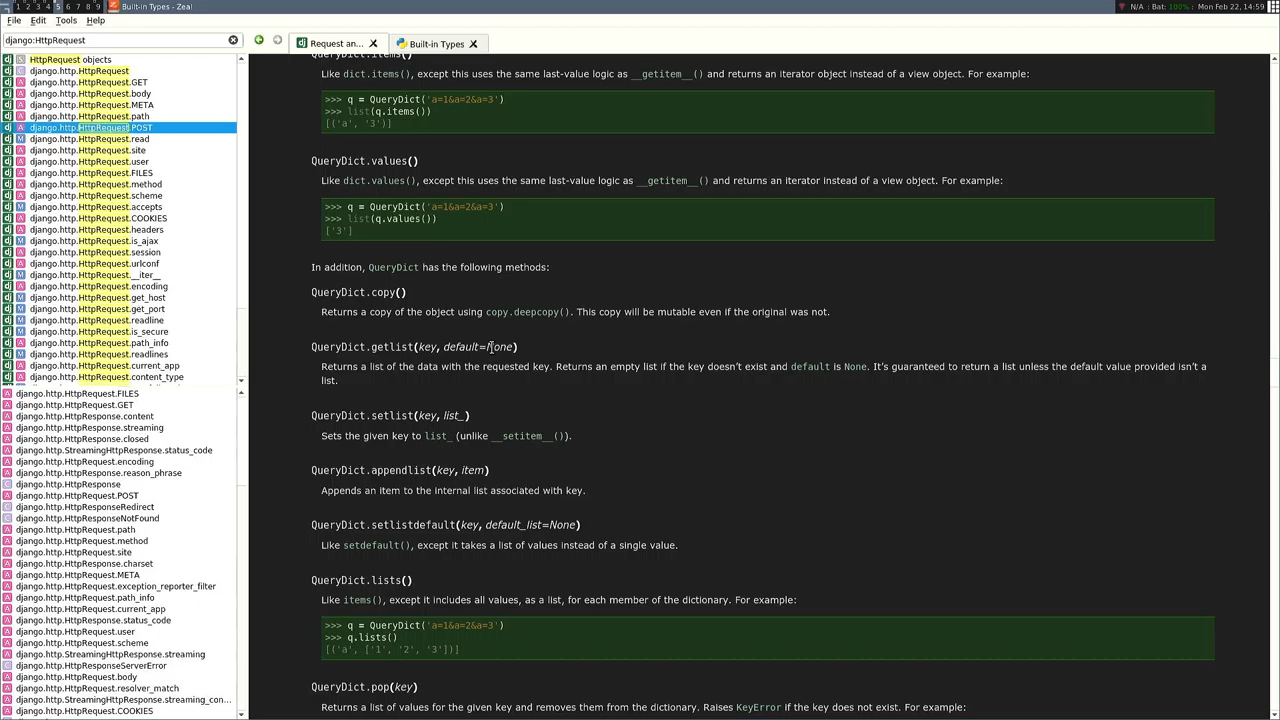 1 2 3 4 5 6 7 8 9 Built-in Types - Zeal N/A | Bat: 100% | Mon Feb 22, 14:59
File Edit Tools Help
django:HttpRequest
Request an... Built-in Types
HttpRequest objects
django.http.HttpRequest
django.http.HttpRequest.GET
django.http.HttpRequest.body
django.http.HttpRequest.META
django.http.HttpRequest.path
django.http.HttpRequest.POST
django.http.HttpRequest.read
django.http.HttpRequest.site
django.http.HttpRequest.user
django.http.HttpRequest.FILES
django.http.HttpRequest.method
django.http.HttpRequest.scheme
django.http.HttpRequest.accepts
django.http.HttpRequest.COOKIES
django.http.HttpRequest.headers
django.http.HttpRequest.is_ajax
django.http.HttpRequest.session
django.http.HttpRequest.urlconf
django.http.HttpRequest.__iter__
django.http.HttpRequest.encoding
django.http.HttpRequest.get_host
django.http.HttpRequest.get_port
django.http.HttpRequest.readline
django.http.HttpRequest.is_secure
django.http.HttpRequest.path_info
django.http.HttpRequest.readlines
django.http.HttpRequest.current_app
django.http.HttpRequest.content_type
django.http.HttpRequest.FILES
django.http.HttpRequest.GET
django.http.HttpResponse.content
django.http.HttpResponse.streaming
django.http.HttpResponse.closed
django.http.StreamingHttpResponse.status_code
django.http.HttpRequest.encoding
django.http.HttpResponse.reason_phrase
django.http.HttpResponse
django.http.HttpRequest.POST
django.http.HttpResponseRedirect
django.http.HttpResponseNotFound
django.http.HttpRequest.path
django.http.HttpRequest.method
django.http.HttpRequest.site
django.http.HttpResponse.charset
django.http.HttpRequest.META
django.http.HttpRequest.exception_reporter_filter
django.http.HttpRequest.path_info
django.http.HttpRequest.current_app
django.http.HttpResponse.status_code
django.http.HttpRequest.user
django.http.HttpRequest.scheme
django.http.StreamingHttpResponse.streaming
django.http.HttpResponseServerError
django.http.HttpRequest.body
django.http.HttpRequest.resolver_match
django.http.StreamingHttpResponse.streaming_con...
django.http.HttpRequest.COOKIES
QueryDict.items()
Like dict.items(), except this uses the same last-value logic as __getitem__() and returns an iterator object instead of a view object. For example:
>>> q = QueryDict('a=1&a=2&a=3')
>>> list(q.items())
[('a', '3')]
QueryDict.values()
Like dict.values(), except this uses the same last-value logic as __getitem__() and returns an iterator instead of a view object. For example:
>>> q = QueryDict('a=1&a=2&a=3')
>>> list(q.values())
['3']
In addition, QueryDict has the following methods:
QueryDict.copy()
Returns a copy of the object using copy.deepcopy(). This copy will be mutable even if the original was not.
QueryDict.getlist(key, default=None)
Returns a list of the data with the requested key. Returns an empty list if the key doesn’t exist and default is None. It’s guaranteed to return a list unless the default value provided isn’t a
list.
QueryDict.setlist(key, list_)
Sets the given key to list_ (unlike __setitem__()).
QueryDict.appendlist(key, item)
Appends an item to the internal list associated with key.
QueryDict.setlistdefault(key, default_list=None)
Like setdefault(), except it takes a list of values instead of a single value.
QueryDict.lists()
Like items(), except it includes all values, as a list, for each member of the dictionary. For example:
>>> q = QueryDict('a=1&a=2&a=3')
>>> q.lists()
[('a', ['1', '2', '3'])]
QueryDict.pop(key)
Returns a list of values for the given key and removes them from the dictionary. Raises KeyError if the key does not exist. For example: